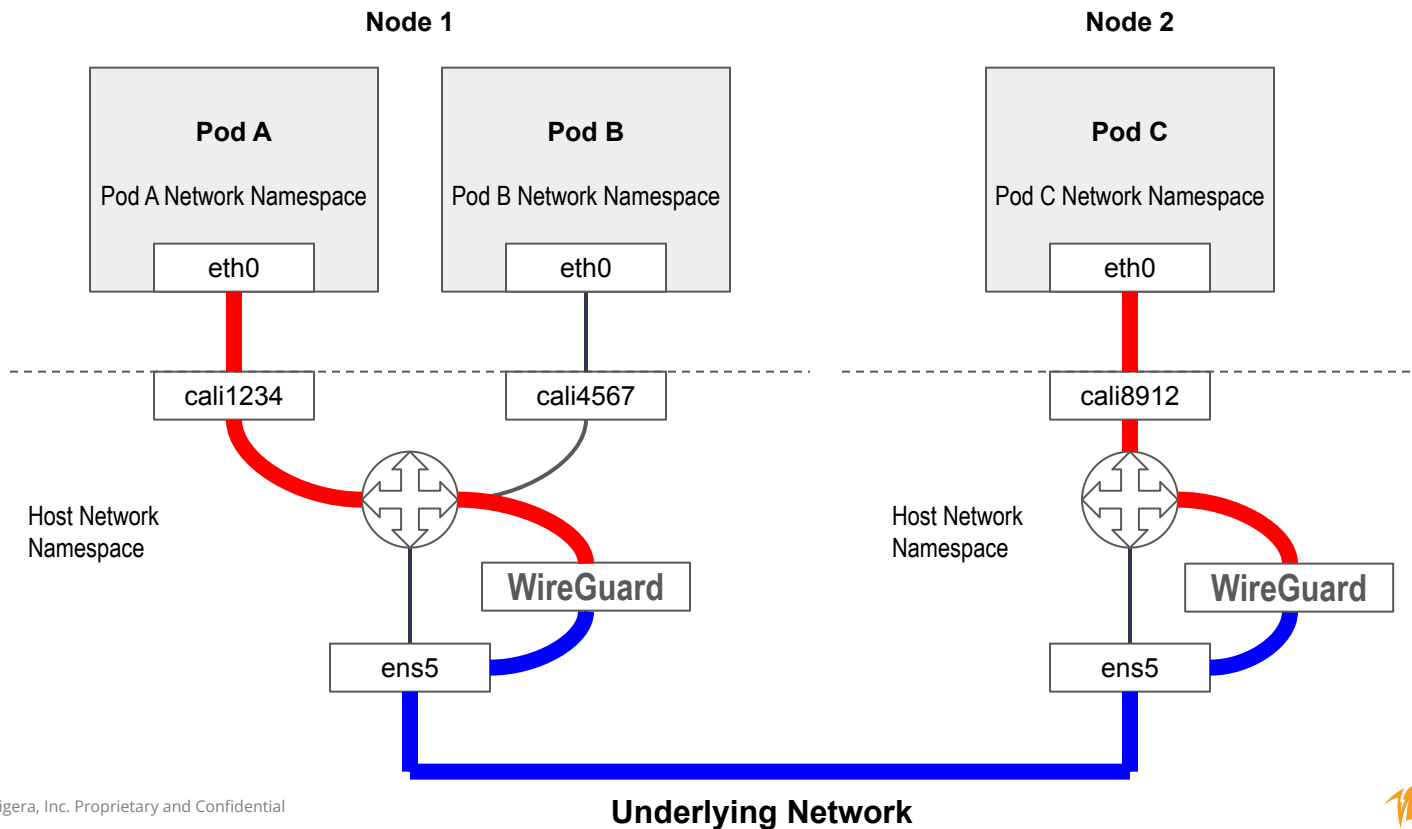 Node 1
Node 2
Pod A
Pod B
Pod C
Pod A Network Namespace
Pod B Network Namespace
Pod C Network Namespace
eth0
eth0
eth0
cali1234
cali4567
cali8912
Host Network
Namespace
Host Network
Namespace
WireGuard
WireGuard
ens5
ens5
igera, Inc. Proprietary and Confidential
Underlying Network